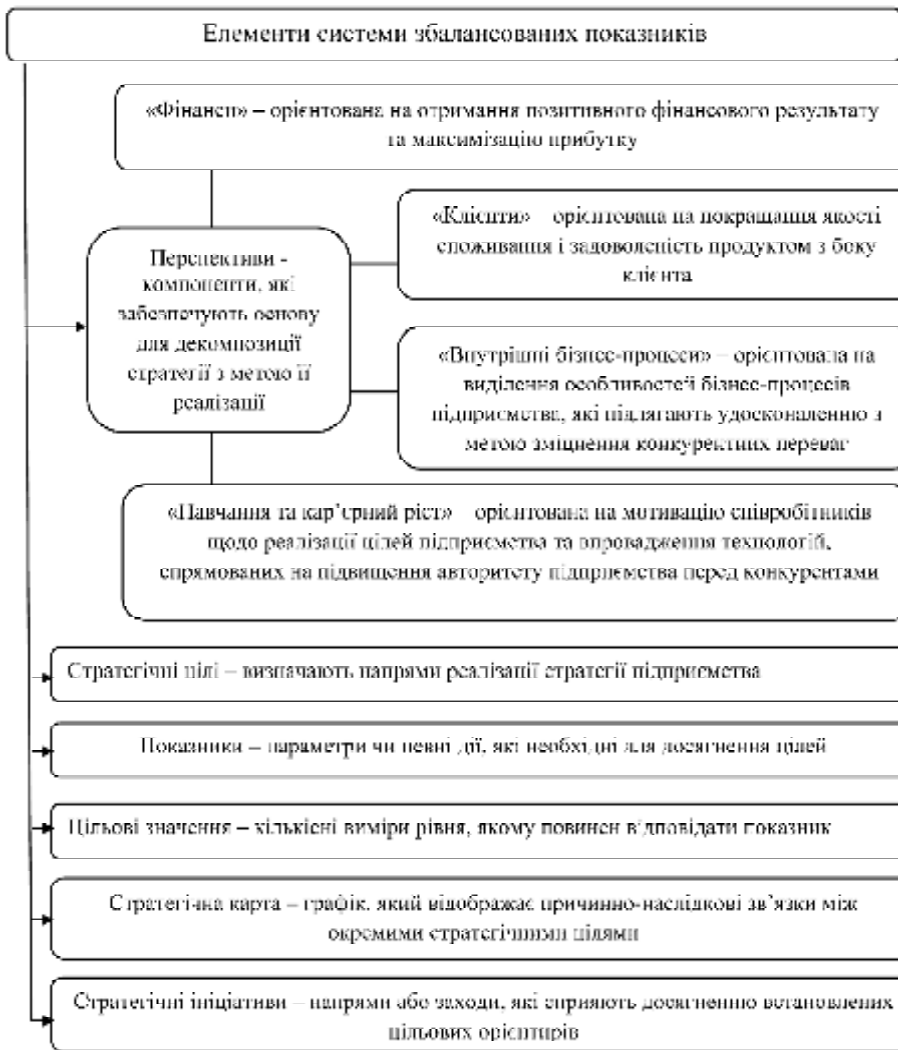 Елементи системи збалансованих показників
«Фінанси» – орієнтована на отримання позитивного фінансового результату
та максимізацію прибутку
«Клієнти» орієнтована на покращання якості
споживання і задоволеність продуктом з боку
клієнта
Перспективи -
компоненти, які
забезпечують основу
для декомпозиції
стратегії з метою її
реалізації
«Внутрішні бізнес-процеси» – орієнтована на
виділення особливостей бізнес-процесів
підприємства, які підлягають удосконаленню з
метою зміцнення конкурентних переваг
«Навчання та кар’єрний ріст» орієнтована на мотивацію співробітників
щодо реалізації цілей підприємства та впровадження технологій,
спрямованих на підвищення авторитету підприємства перед конкурентами
Стратегічні цілі – визначають напрями реалізації стратегії підприємства
Показники – параметри чи певні дії, які необхідні для досягнення цілей
Цільові значення – кількісні виміри рівня, якому повинен відповідати показник
Стратегічна карта – графік, який відображає причинно-наслідкові зв’язки між
окремими стратегічними цілями
Стратегічні ініціативи – напрями або заходи, які сприяють досягненню встановлених
цільових орієнтирів